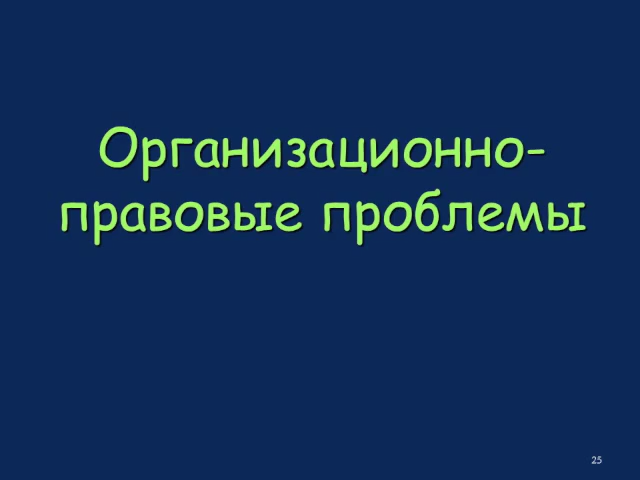 Организационно-
правовые проблемы
25